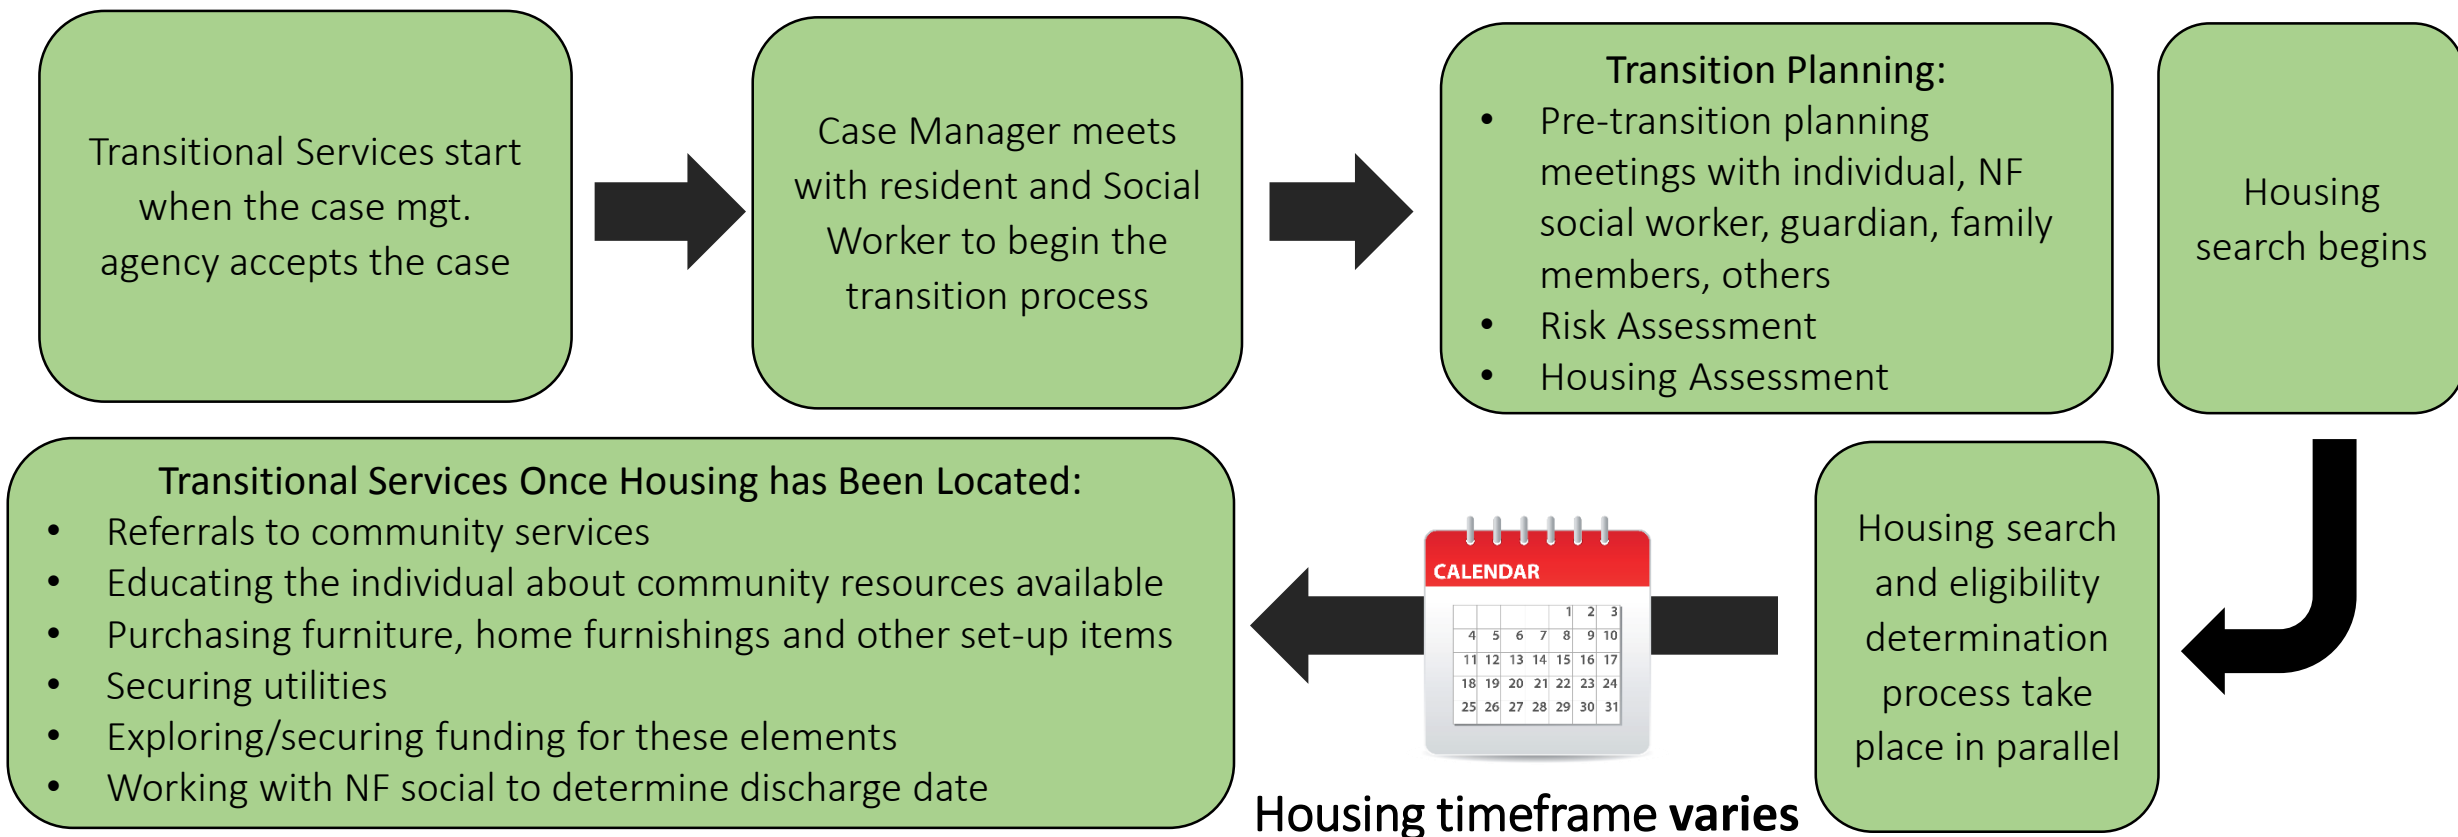 Transitional Services start
when the case mgt.
agency accepts the case
Case Manager meets
with resident and Social
Worker to begin the
transition process
Transition Planning:
• Pre-transition planning
meetings with individual, NF
social worker, guardian, family
members, others
• Risk Assessment
• Housing Assessment
Housing
search begins
Housing search
and eligibility
determination
process take
place in parallel
CALENDAR
1 2 3
4 5 6 7 8 9 10
11 12 13 14 15 16 17
18 19 20 21 22 23 24
25 26 27 28 29 30 31
Housing timeframe varies
Transitional Services Once Housing has Been Located:
• Referrals to community services
• Educating the individual about community resources available
• Purchasing furniture, home furnishings and other set-up items
• Securing utilities
• Exploring/securing funding for these elements
• Working with NF social to determine discharge date